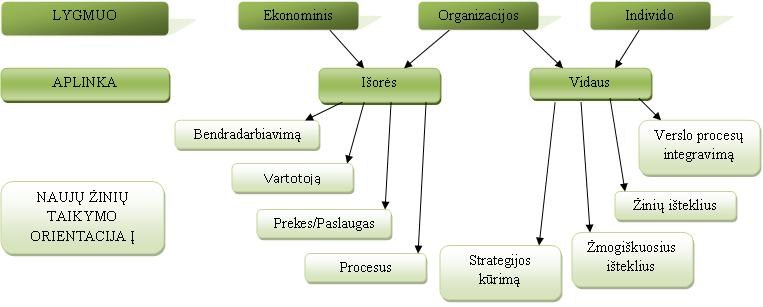 LYGMUO
Ekonominis
Organizacijos
Individo
APLINKA
Išorės
Vidaus
Bendradarbiavimą
Verslo procesų
integravimą
Vartotoją
NAUJŲ ŽINIŲ
TAIKYMO
ORIENTACIJA Į
Žinių išteklius
Prekes/Paslaugas
Procesus
Strategijos
kūrimą
Žmogiškuosius
išteklius